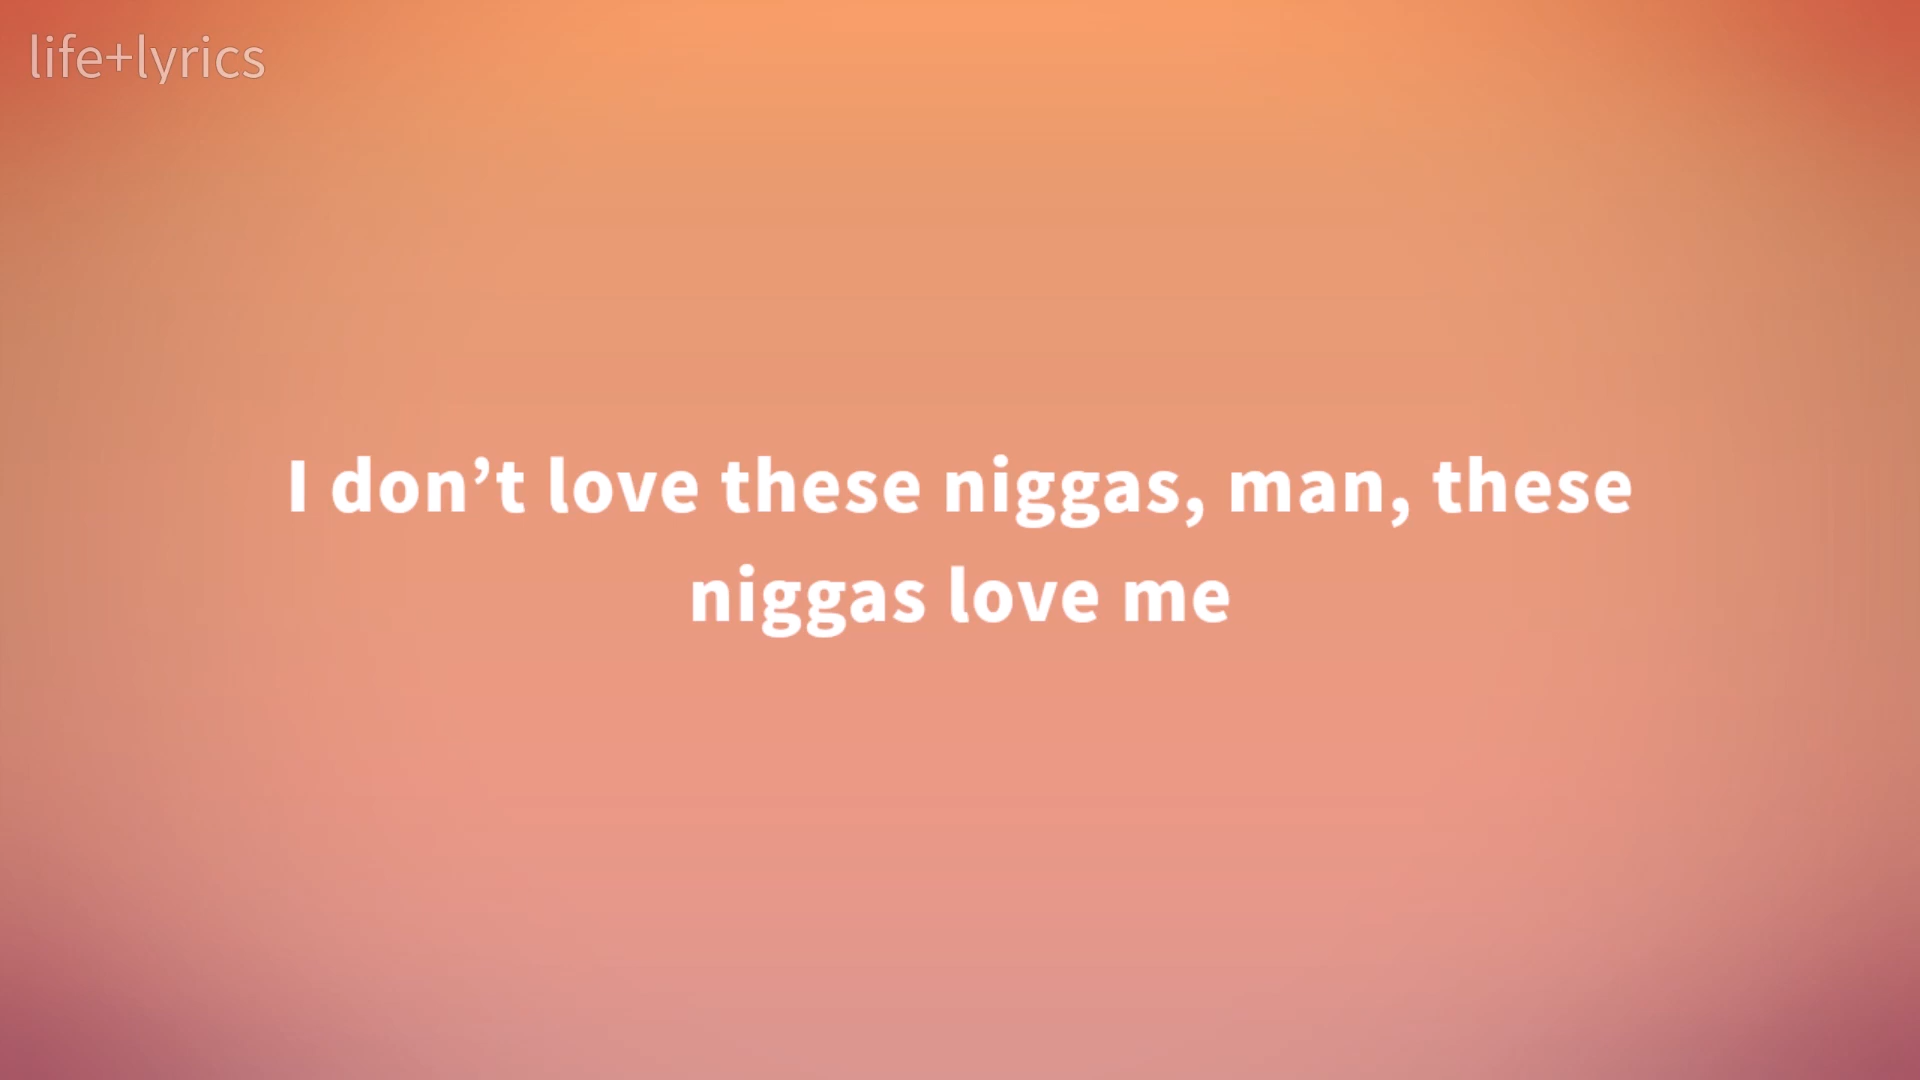 life+lyrics
I don’t love these niggas, man, these
niggas love me